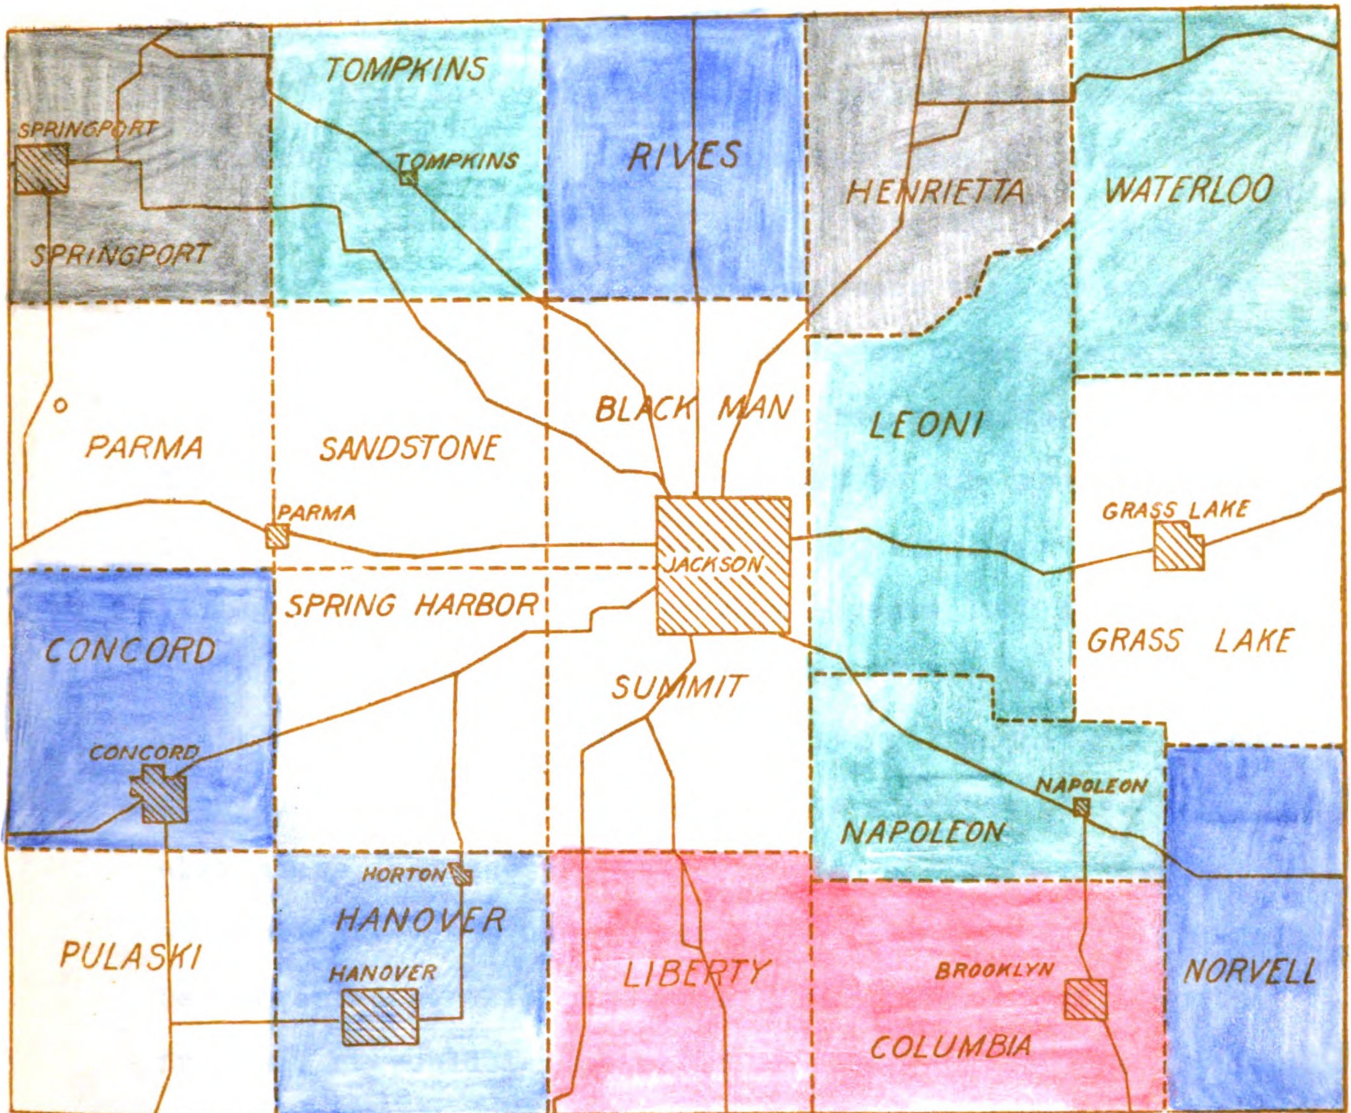 TOMPKINS
SPRINGPORT
TOMPKINS
RIVES
HENRIETTA
WATERLOO
SPRINGPORT
BLACK MAN
LEONI
PARMA
SANDSTONE
PARMA
GRASS LAKE
JACKSON
SPRING HARBOR
CONCORD
GRASS LAKE
SUMMIT
CONCORD
NAPOLEON
NAPOLEON
HORTON
HANOVER
PULASKI
HANOVER
LIBERTY
BROOKLYN
NORVELL
COLUMBIA